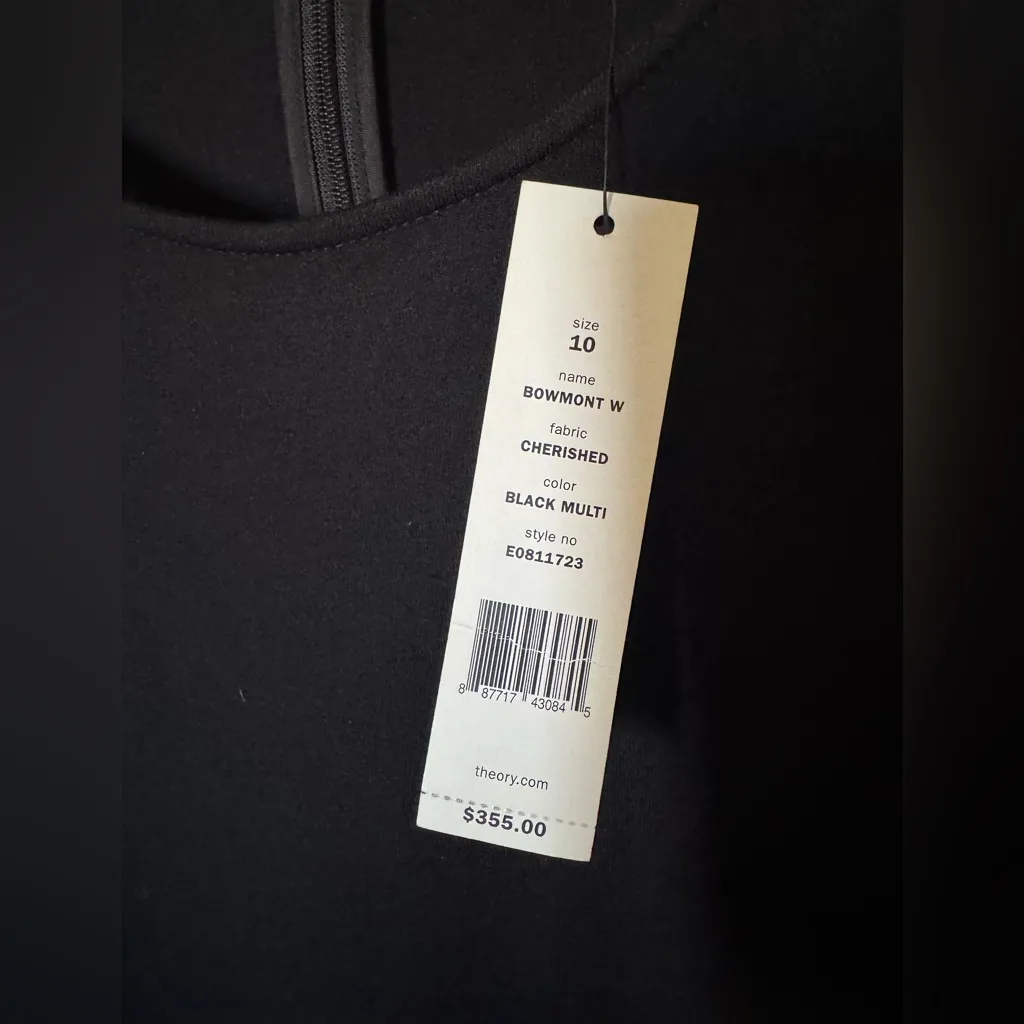 size
10
name
BOWMONT W
fabric
CHERISHED
color
BLACK MULTI
style no
E0811723
8 87717 43084 5
theory.com
$355.00